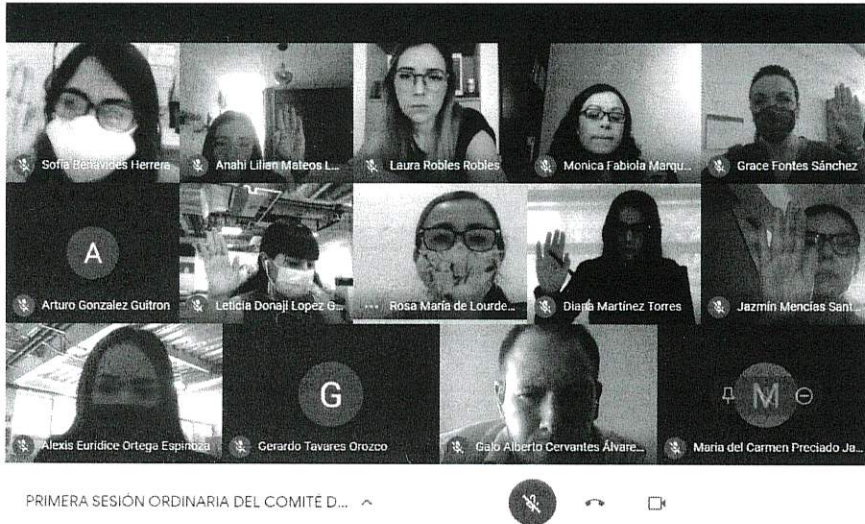 Sofía Benavides Herrera
Anahi Lilian Mateos L...
Laura Robles Robles
Monica Fabiola Marqu...
Grace Fontes Sánchez
A
Arturo Gonzalez Guitron
Leticia Donaji Lopez G...
Rosa María de Lourde...
Diana Martínez Torres
Jazmín Mencías Sant...
Alexis Euridice Ortega Espinoza
G
Gerardo Tavares Orozco
Galo Alberto Cervantes Álvare...
M
Maria del Carmen Preciado Ja...
PRIMERA SESIÓN ORDINARIA DEL COMITÉ D...